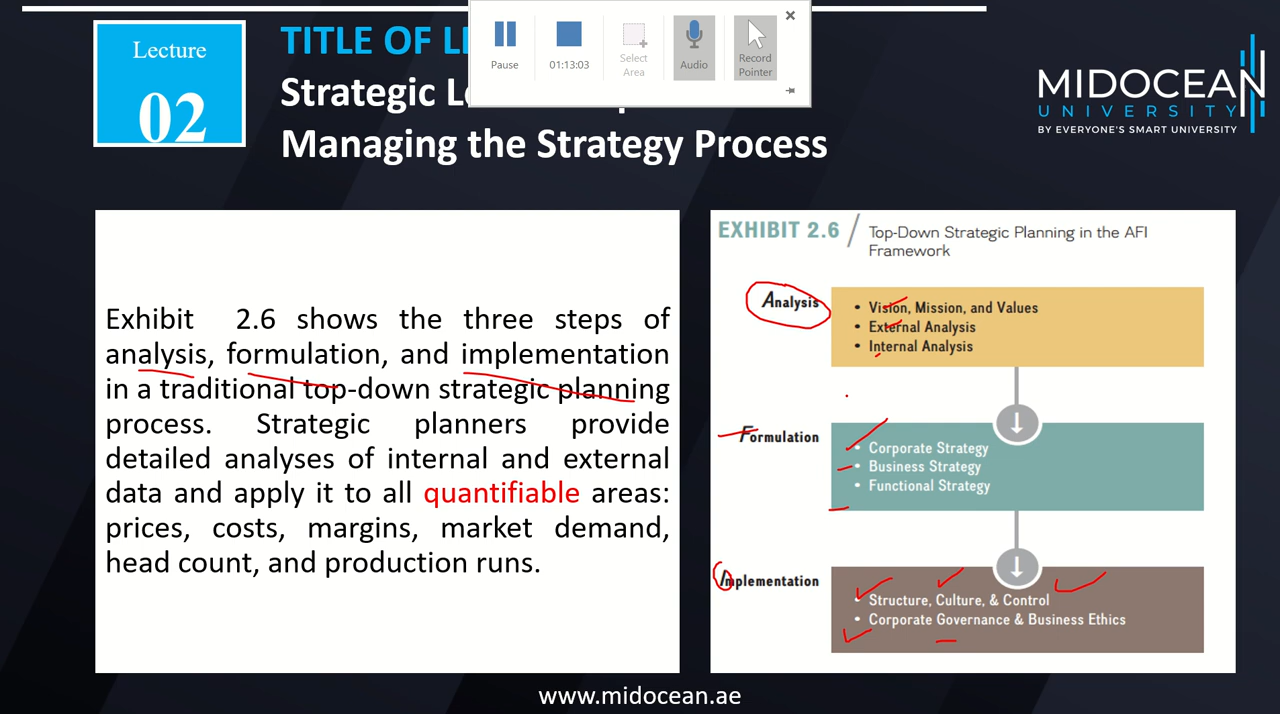 Lecture
02
TITLE OF
Strategic
Managing the Strategy Process
Pause
01:13:03
Select
Area
Audio
Record
Pointer
MIDOCEAN
UNIVERSITY
BY EVERYONE'S SMART UNIVERSITY
Exhibit 2.6 shows the three steps of
analysis, formulation, and implementation
in a traditional top-down strategic planning
process. Strategic planners provide
detailed analyses of internal and external
data and apply it to all quantifiable areas:
prices, costs, margins, market demand,
head count, and production runs.
EXHIBIT 2.6 / Top-Down Strategic Planning in the AFI
Framework
Analysis
• Vision, Mission, and Values
• External Analysis
• Internal Analysis
Formulation
• Corporate Strategy
• Business Strategy
• Functional Strategy
Implementation
• Structure, Culture, & Control
• Corporate Governance & Business Ethics
www.midocean.ae